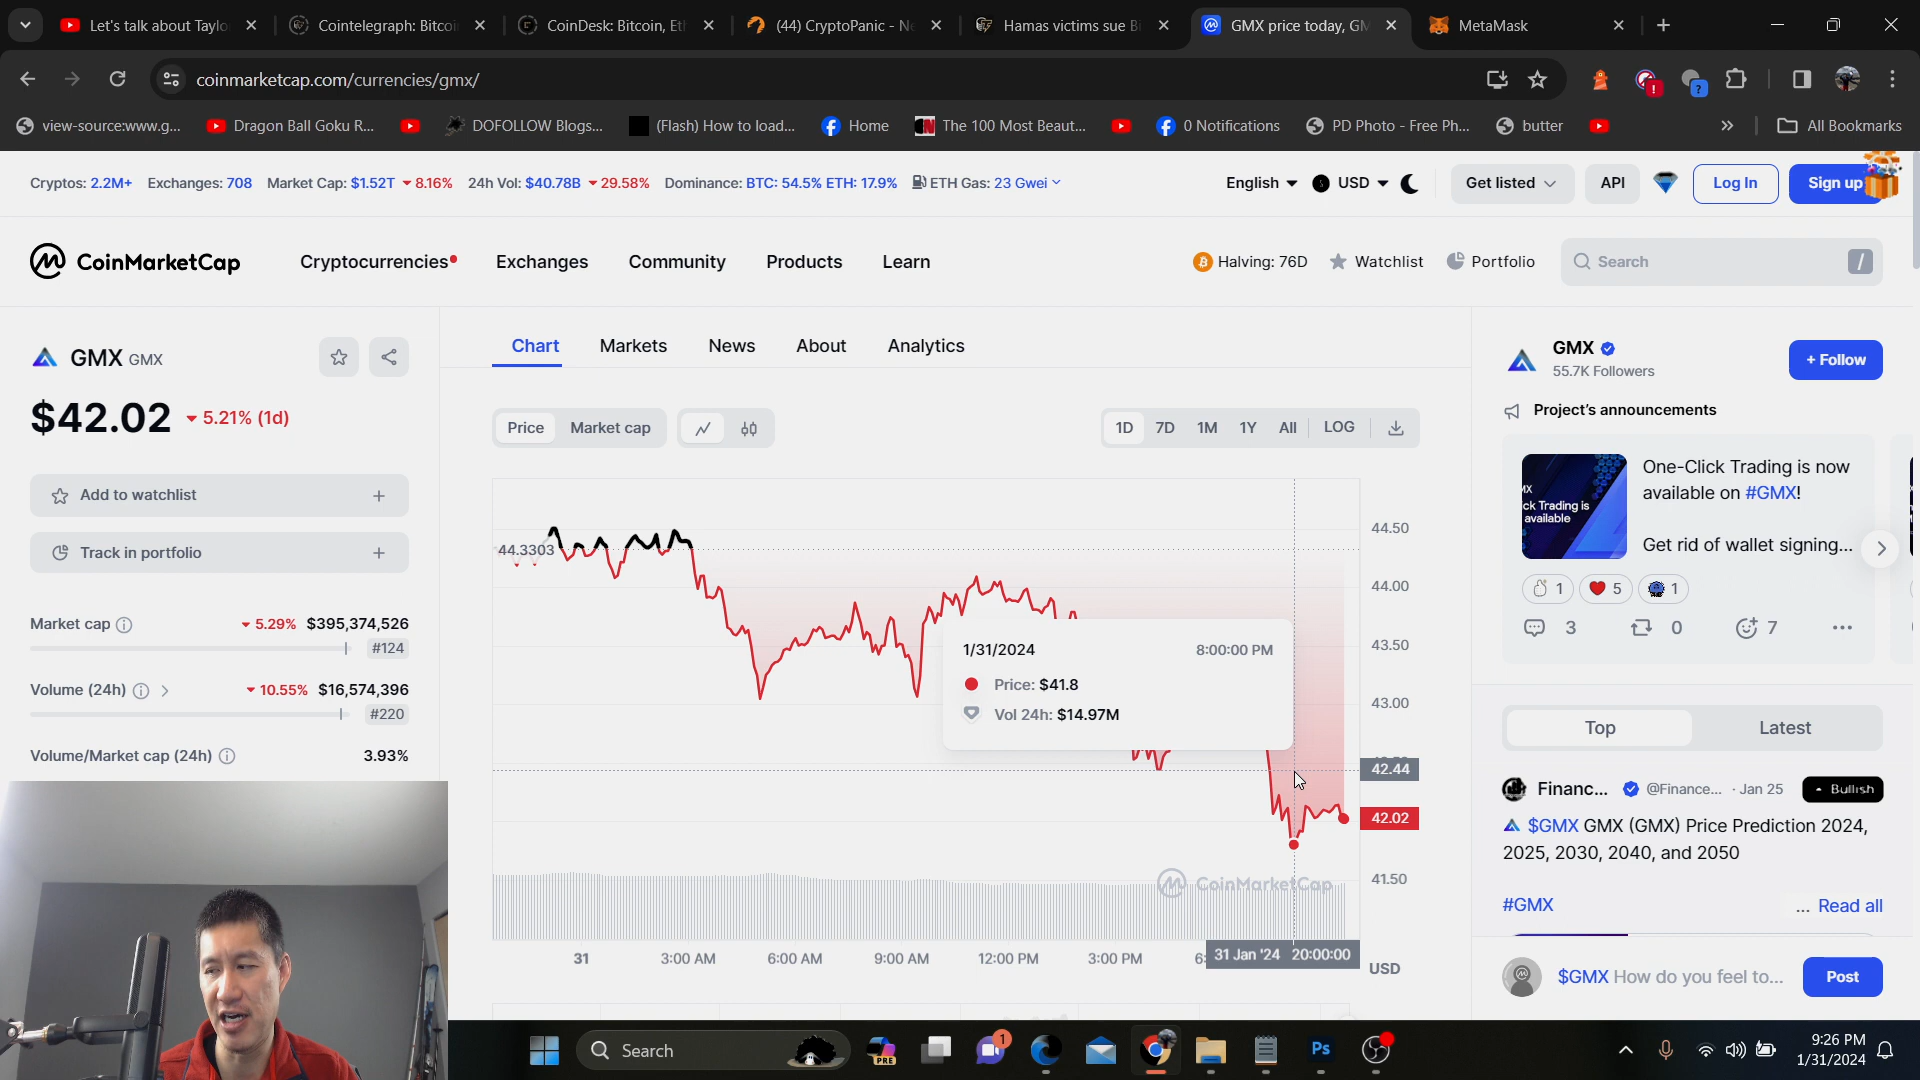 Let's talk about Taylo
Cointelegraph: Bitcoi
CoinDesk: Bitcoin, Et
(44) CryptoPanic - Ne
Hamas victims sue Bi
GMX price today, GM
MetaMask
coinmarketcap.com/currencies/gmx/
view-source:www.g...
Dragon Ball Goku R...
DOFOLLOW Blogs...
(Flash) How to load...
Home
The 100 Most Beaut...
0 Notifications
PD Photo - Free Ph...
butter
All Bookmarks
Cryptos: 2.2M+ Exchanges: 708 Market Cap: $1.52T 8.16% 24h Vol: $40.78B 29.58% Dominance: BTC: 54.5% ETH: 17.9% ETH Gas: 23 Gwei
English USD Get listed API Log In Sign up
CoinMarketCap
Cryptocurrencies Exchanges Community Products Learn
Halving: 76D Watchlist Portfolio Search /
GMX GMX
$42.02 5.21% (1d)
Add to watchlist +
Track in portfolio +
Market cap 5.29% $395,374,526
#124
Volume (24h) 10.55% $16,574,396
#220
Volume/Market cap (24h) 3.93%
Chart Markets News About Analytics
Price Market cap
1D 7D 1M 1Y All LOG
44.3303
44.50
44.00
43.50
43.00
42.44
42.02
41.50
1/31/2024 8:00:00 PM
Price: $41.8
Vol 24h: $14.97M
CoinMarketCap
31 3:00 AM 6:00 AM 9:00 AM 12:00 PM 3:00 PM 6: 31 Jan '24 20:00:00
USD
GMX
55.7K Followers
+ Follow
Project's announcements
MX
ck Trading is
available
One-Click Trading is now
available on #GMX!
Get rid of wallet signing...
1 5 1
3 0 7
Top Latest
Financ... @Finance... · Jan 25 Bullish
$GMX GMX (GMX) Price Prediction 2024,
2025, 2030, 2040, and 2050
#GMX ... Read all
$GMX How do you feel to... Post
Search
PRE
1
Ps
9:26 PM
1/31/2024